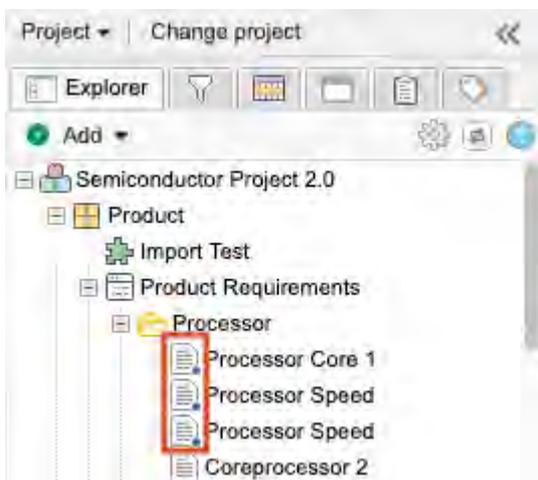 Project Change project
Explorer
Add
Semiconductor Project 2.0
Product
Import Test
Product Requirements
Processor
Processor Core 1
Processor Speed
Processor Speed
Coreprocessor 2